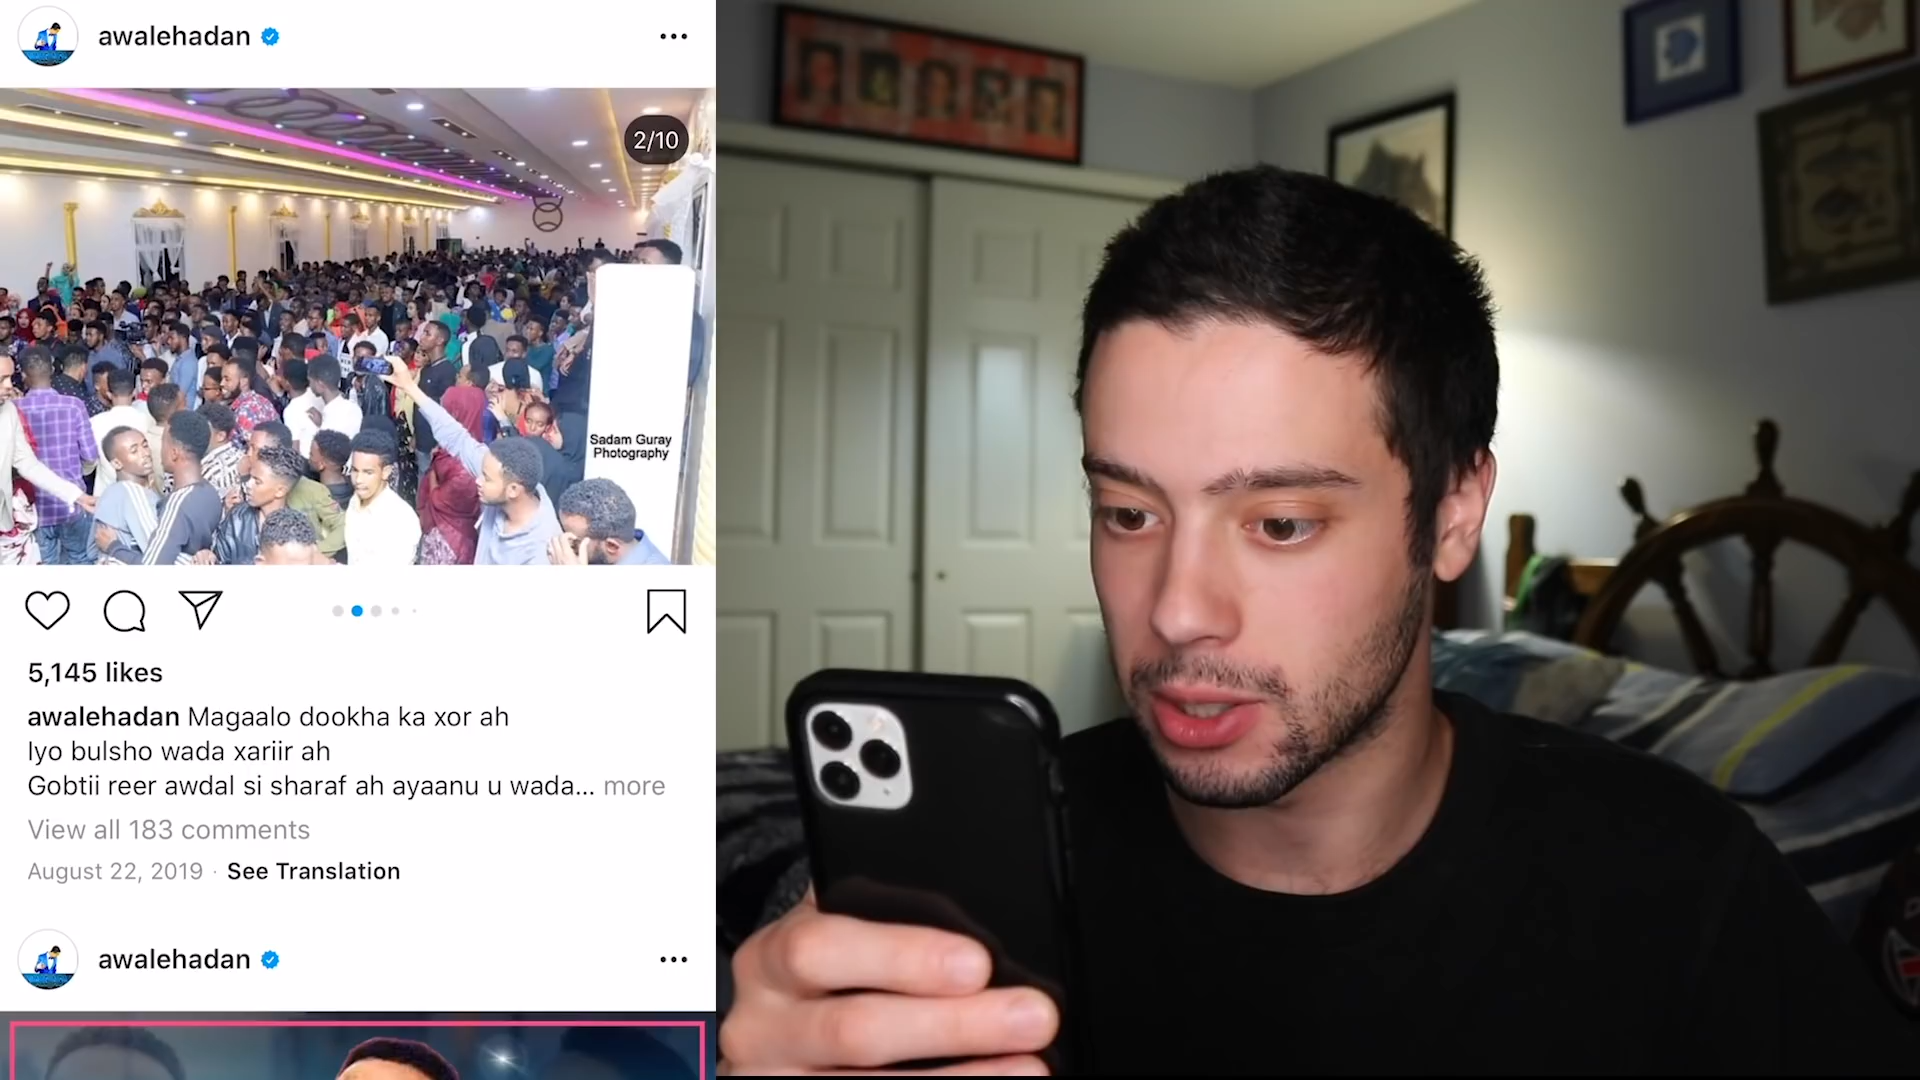 awalehadan
2/10
Sadam Guray
Photography
5,145 likes
awalehadan Magaalo dookha ka xor ah
Iyo bulsho wada xariir ah
Gobtii reer awdal si sharaf ah ayaanu u wada... more
View all 183 comments
August 22, 2019 · See Translation
awalehadan